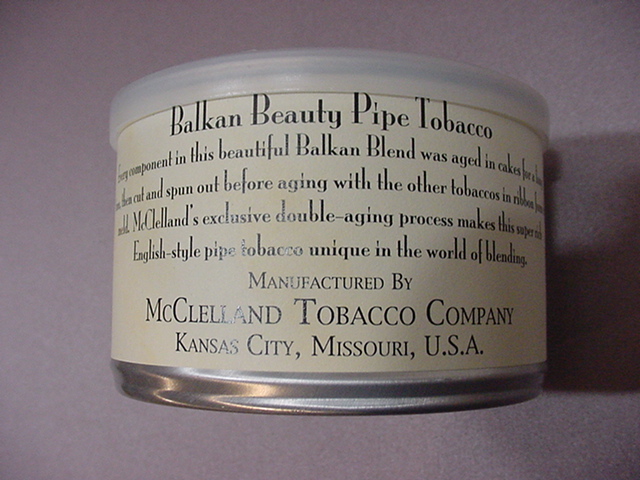 Balkan Beauty Pipe Tobacco
Every component in this beautiful Balkan Blend was aged in cakes for a
then cut and spun out before aging with the other tobaccos in ribbon form
McClelland's exclusive double-aging process makes this super rich
English-style pipe tobacco unique in the world of blending.
MANUFACTURED BY
MCCLELLAND TOBACCO COMPANY
KANSAS CITY, MISSOURI, U.S.A.